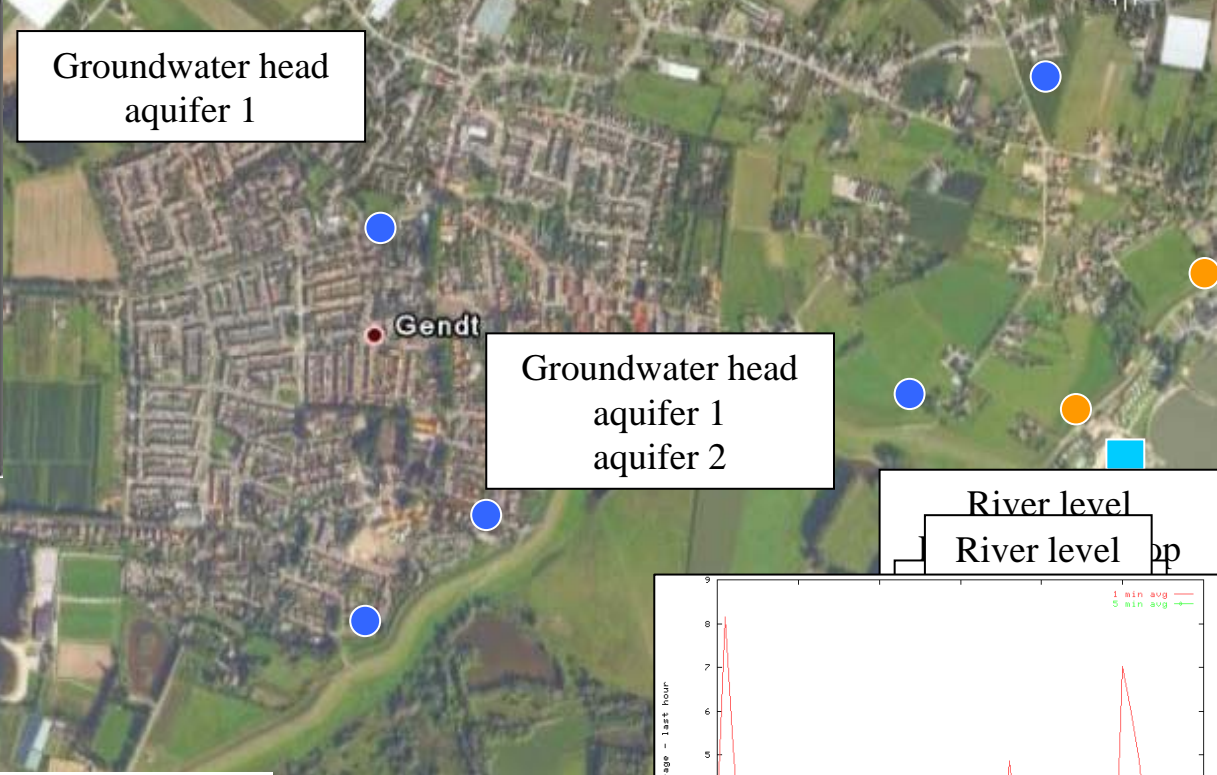 Groundwater head
aquifer 1
Gendt
Groundwater head
aquifer 1
aquifer 2
River level
River level
op
9
1 min avg
5 min avg
8
7
6
5
age - last hour